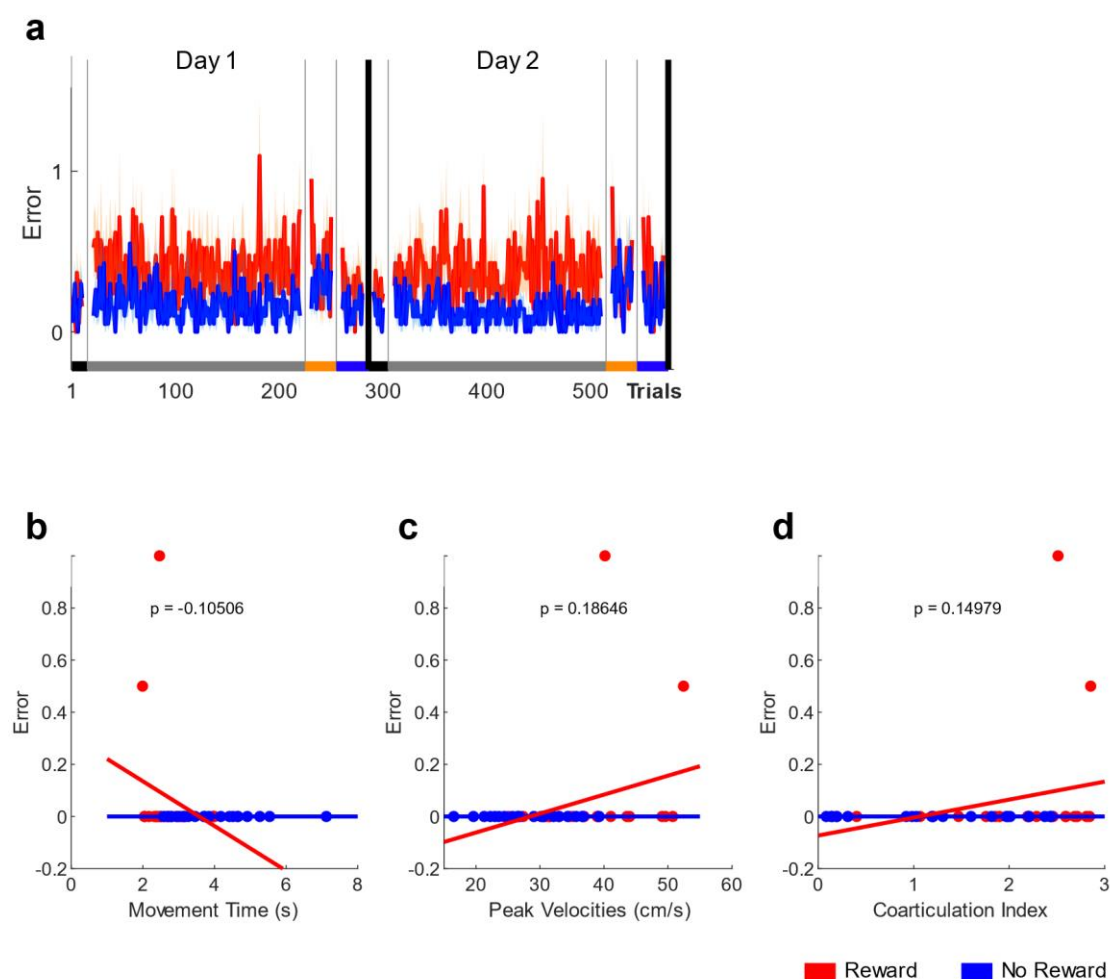 a
Day 1 Day 2
1
Error
0
1 100 200 300 400 500 Trials
b c d
0.8 0.8 0.8
p = -0.10506 p = 0.18646 p = 0.14979
0.6 0.6 0.6
Error Error Error
0.4 0.4 0.4
0.2 0.2 0.2
0 0 0
-0.2 -0.2 -0.2
0 2 4 6 8 20 30 40 50 60 0 1 2 3
Movement Time (s) Peak Velocities (cm/s) Coarticulation Index
Reward No Reward